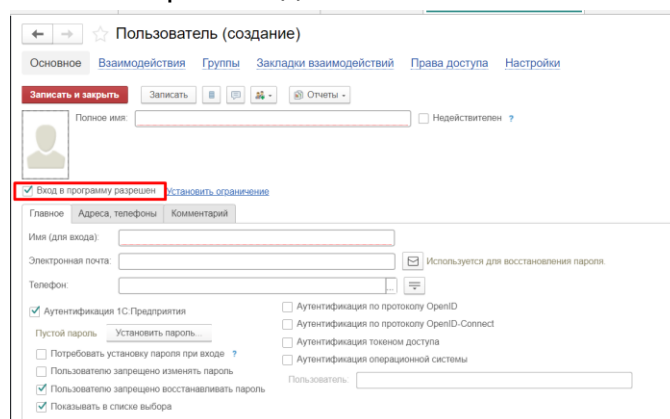 Пользователь (создание)
Основное Взаимодействия Группы Закладки взаимодействий Права доступа Настройки
Записать и закрыть Записать Отчеты
Полное имя: Недействителен ?
Вход в программу разрешен Установить ограничение
Главное Адреса, телефоны Комментарий
Имя (для входа):
Электронная почта: Используется для восстановления пароля.
Телефон: ...
Аутентификация 1С:Предприятия Аутентификация по протоколу OpenID
Пустой пароль Установить пароль... Аутентификация по протоколу OpenID-Connect
Потребовать установку пароля при входе ? Аутентификация токеном доступа
Пользователю запрещено изменять пароль Аутентификация операционной системы
Пользователю запрещено восстанавливать пароль Пользователь:
Показывать в списке выбора